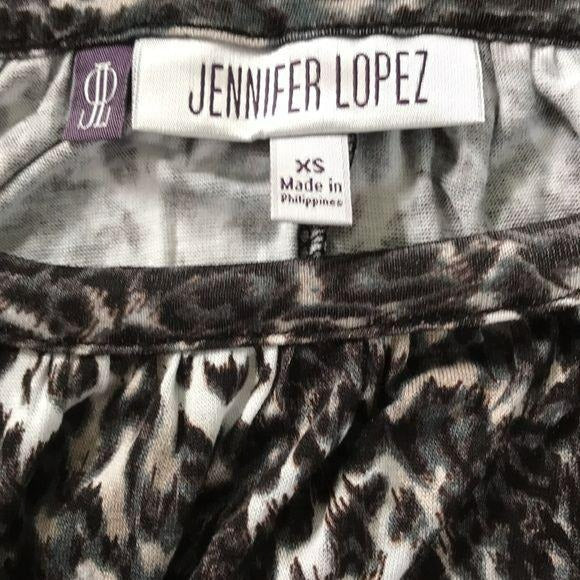 JL
JENNIFER LOPEZ
XS
Made in
Philippines